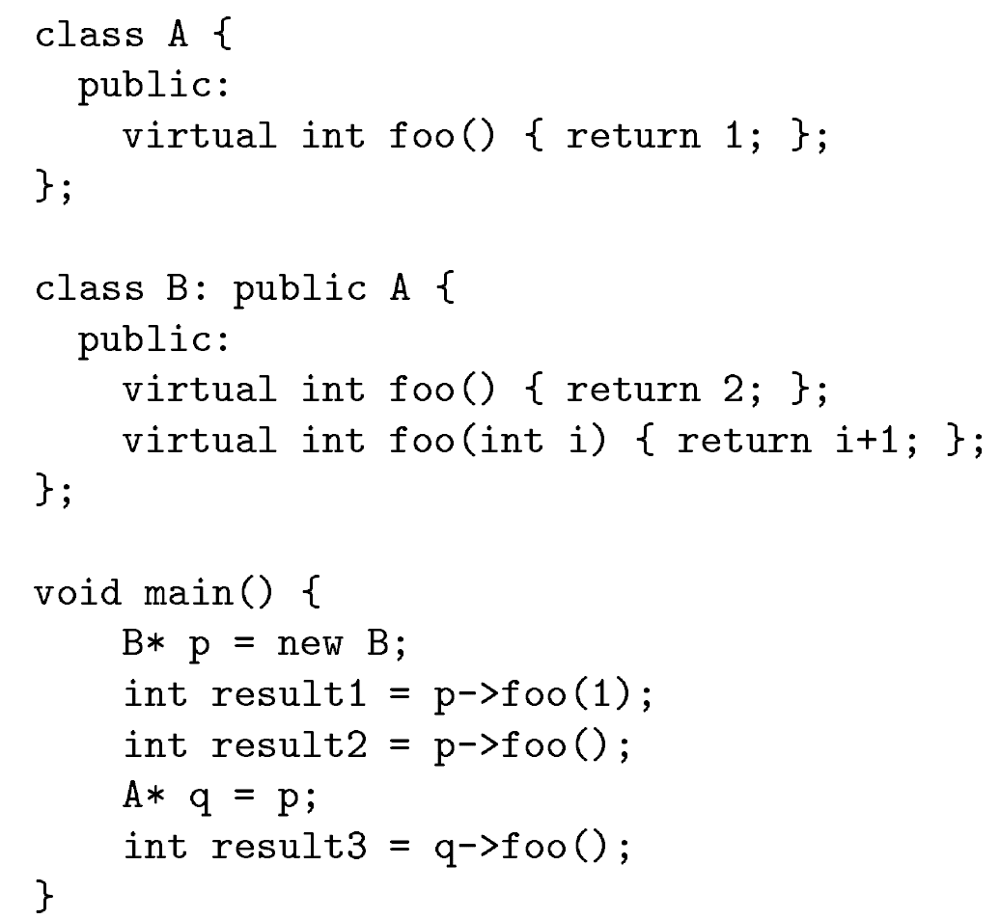 class A {
  public:
    virtual int foo() { return 1; };
};

class B: public A {
  public:
    virtual int foo() { return 2; };
    virtual int foo(int i) { return i+1; };
};

void main() {
    B* p = new B;
    int result1 = p->foo(1);
    int result2 = p->foo();
    A* q = p;
    int result3 = q->foo();
}